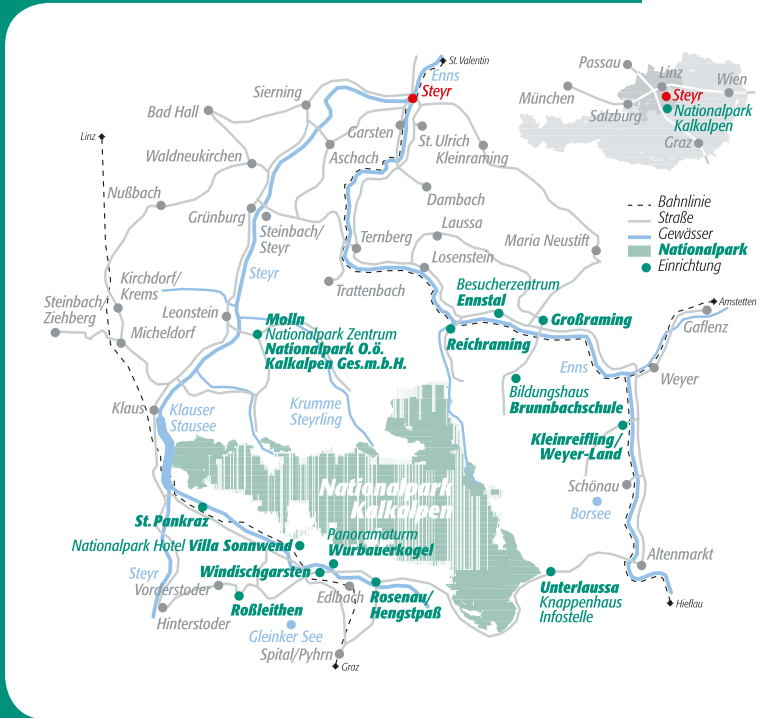 St. Valentin
Enns
Steyr
Sierning
Bad Hall
Linz
Garsten
St. Ulrich
Kleinraming
Aschach
Waldneukirchen
Nußbach
Dambach
Grünburg
Steinbach/
Steyr
Laussa
Ternberg
Maria Neustift
Losenstein
Steyr
Trattenbach
Kirchdorf/
Krems
Steinbach/
Ziehberg
Leonstein
Micheldorf
Passau
Linz
Wien
München
Steyr
Salzburg
Nationalpark
Kalkalpen
Graz
Bahnlinie
Straße
Gewässer
Nationalpark
Einrichtung
Besucherzentrum
Ennstal
Molln
Nationalpark Zentrum
Nationalpark O.ö.
Kalkalpen Ges.m.b.H.
Großraming
Reichraming
Amstetten
Gaflenz
Enns
Weyer
Klaus
Klauser
Stausee
Krumme
Steyrling
Bildungshaus
Brunnbachschule
Kleinreifling/
Weyer-Land
Nationalpark
Kalkalpen
Schönau
Borsee
St. Pankraz
Nationalpark Hotel Villa Sonnwend
Panoramaturm
Wurbauerkogel
Altenmarkt
Steyr
Windischgarsten
Vorderstoder
Edlbach
Rosenau/
Hengstpaß
Unterlaussa
Knappenhaus
Infostelle
Hieflau
Roßleithen
Hinterstoder
Gleinker See
Spital/Pyhrn
Graz